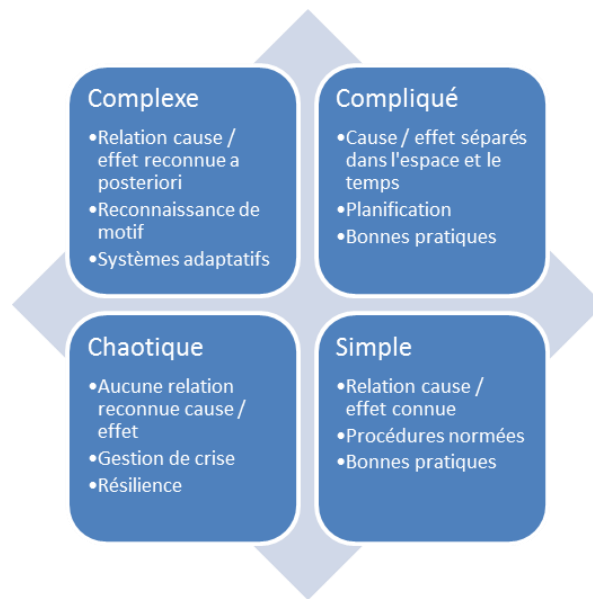 Complexe
•Relation cause /
effet reconnue a
posteriori
•Reconnaissance de
motif
•Systèmes adaptatifs
Compliqué
•Cause / effet séparés
dans l'espace et le
temps
•Planification
•Bonnes pratiques
Chaotique
•Aucune relation
reconnue cause /
effet
•Gestion de crise
•Résilience
Simple
•Relation cause /
effet connue
•Procédures normées
•Bonnes pratiques